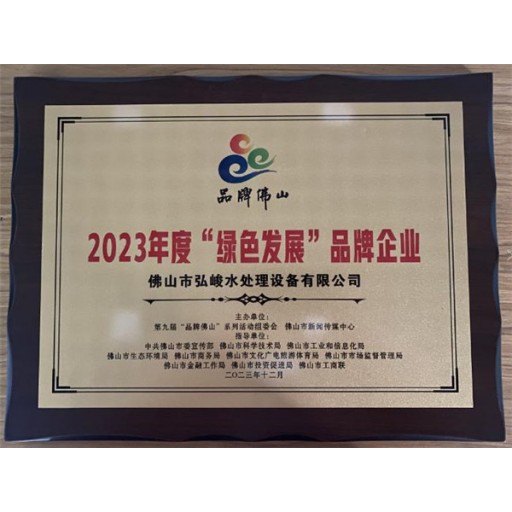 品牌佛山
2023年度“绿色发展”品牌企业
佛山市弘峻水处理设备有限公司
主办单位：
第九届“品牌佛山”系列活动组委会 佛山市新闻传媒中心
指导单位：
中共佛山市委宣传部 佛山市科学技术局 佛山市工业和信息化局
佛山市生态环境局 佛山市商务局 佛山市文化广电旅游体育局 佛山市市场监督管理局
佛山市金融工作局 佛山市投资促进局 佛山市工商联
二〇二三年十二月